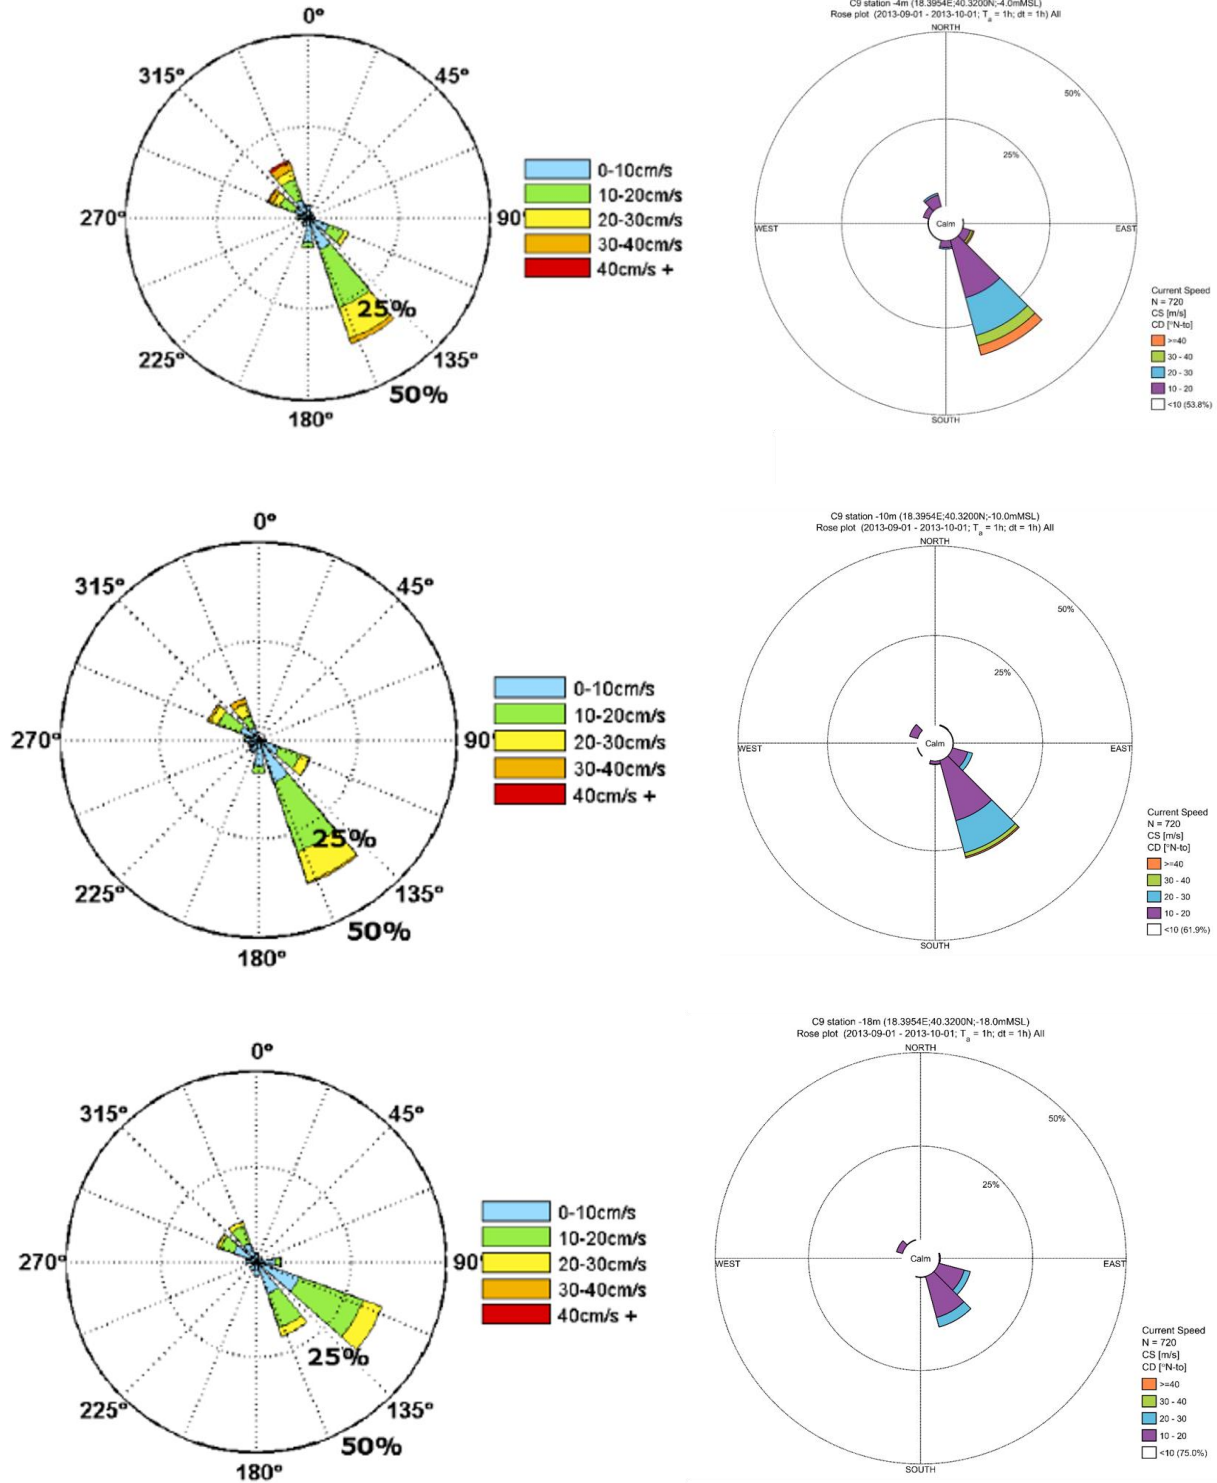 0°
315°
45°
270°
90°
225°
135°
180°
25%
50%
0-10cm/s
10-20cm/s
20-30cm/s
30-40cm/s
40cm/s +
C9 station -4m (18.3954E;40.3200N;-4.0mMSL)
Rose plot (2013-09-01 - 2013-10-01; Ta = 1h; dt = 1h) All
NORTH
50%
25%
Calm
WEST
EAST
SOUTH
Current Speed
N = 720
CS [m/s]
CD [°N-to]
>=40
30 - 40
20 - 30
10 - 20
<10 (53.8%)
0°
315°
45°
270°
90
225°
135°
180°
25%
50%
0-10cm/s
10-20cm/s
20-30cm/s
30-40cm/s
40cm/s +
C9 station -10m (18.3954E;40.3200N;-10.0mMSL)
Rose plot (2013-09-01 - 2013-10-01; Ta = 1h; dt = 1h) All
NORTH
50%
25%
Calm
WEST
EAST
SOUTH
Current Speed
N = 720
CS [m/s]
CD [°N-to]
>=40
30 - 40
20 - 30
10 - 20
<10 (61.9%)
0°
315°
45°
270°
90°
225°
135°
180°
25%
50%
0-10cm/s
10-20cm/s
20-30cm/s
30-40cm/s
40cm/s +
C9 station -18m (18.3954E;40.3200N;-18.0mMSL)
Rose plot (2013-09-01 - 2013-10-01; Ta = 1h; dt = 1h) All
NORTH
50%
25%
Calm
WEST
EAST
SOUTH
Current Speed
N = 720
CS [m/s]
CD [°N-to]
>=40
30 - 40
20 - 30
10 - 20
<10 (75.0%)